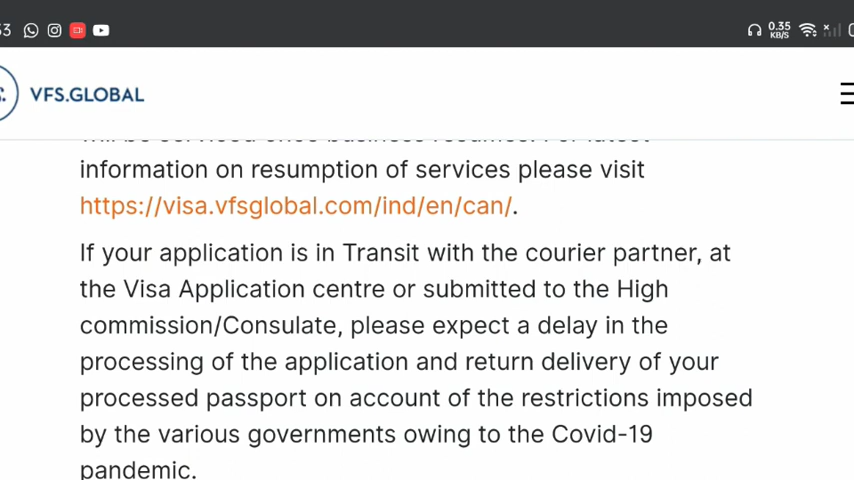 0.35
KB/S
VFS.GLOBAL
information on resumption of services please visit
https://visa.vfsglobal.com/ind/en/can/.
If your application is in Transit with the courier partner, at
the Visa Application centre or submitted to the High
commission/Consulate, please expect a delay in the
processing of the application and return delivery of your
processed passport on account of the restrictions imposed
by the various governments owing to the Covid-19
pandemic.